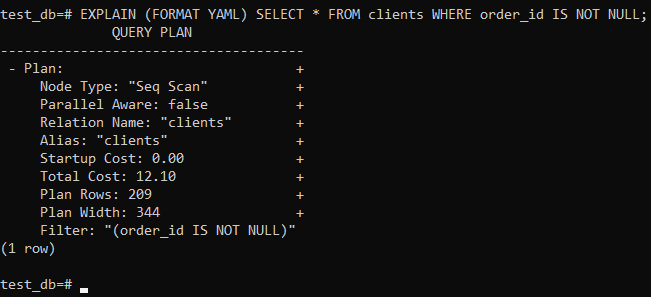 test_db=# EXPLAIN (FORMAT YAML) SELECT * FROM clients WHERE order_id IS NOT NULL;
              QUERY PLAN
--------------------------------------
 - Plan:                             +
     Node Type: "Seq Scan"           +
     Parallel Aware: false           +
     Relation Name: "clients"        +
     Alias: "clients"                +
     Startup Cost: 0.00              +
     Total Cost: 12.10               +
     Plan Rows: 209                  +
     Plan Width: 344                 +
     Filter: "(order_id IS NOT NULL)"
(1 row)

test_db=#